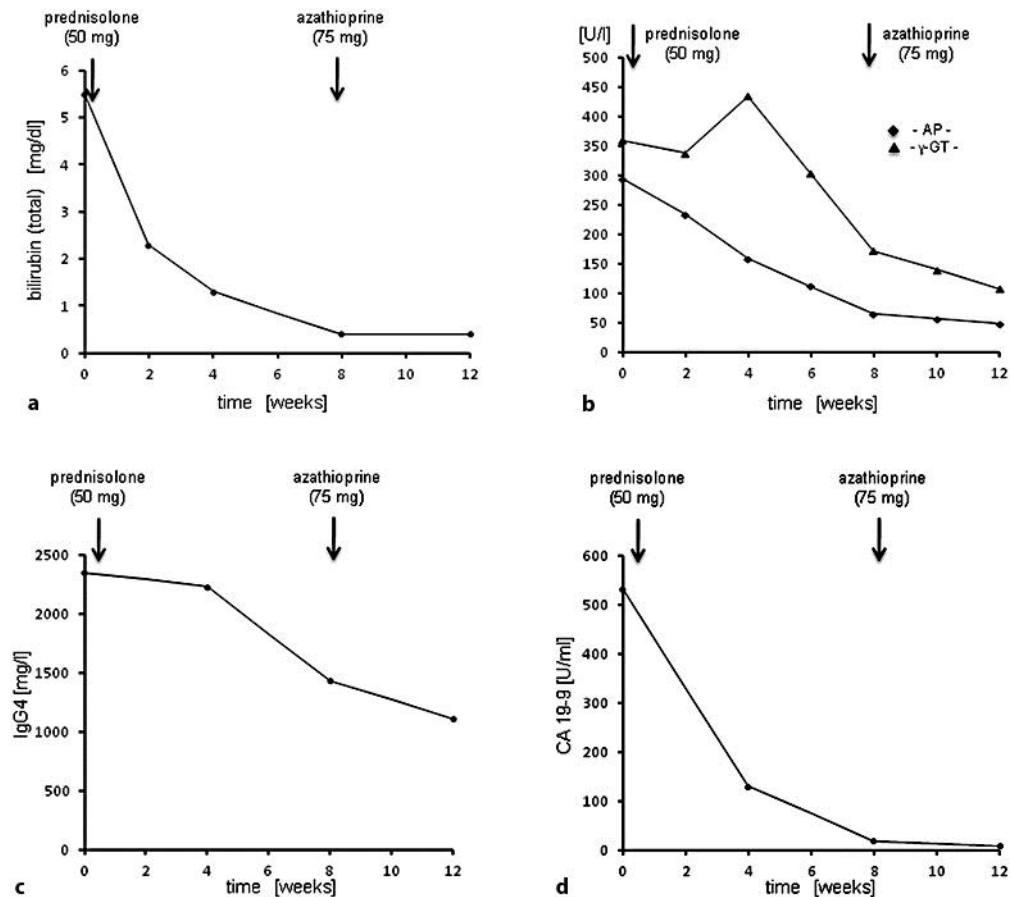 prednisolone
(50 mg)
azathioprine
(75 mg)
bilirubin (total) [mg/dl]
6
5
4
3
2
1
0
0 2 4 6 8 10 12
time [weeks]
a
[U/l]
prednisolone
(50 mg)
azathioprine
(75 mg)
- AP -
- γ-GT -
500
450
400
350
300
250
200
150
100
50
0
0 2 4 6 8 10 12
time [weeks]
b
prednisolone
(50 mg)
azathioprine
(75 mg)
IgG4 [mg/l]
2500
2000
1500
1000
500
0
0 2 4 6 8 10 12
time [weeks]
c
prednisolone
(50 mg)
azathioprine
(75 mg)
CA 19-9 [U/ml]
600
500
400
300
200
100
0
0 2 4 6 8 10 12
time [weeks]
d